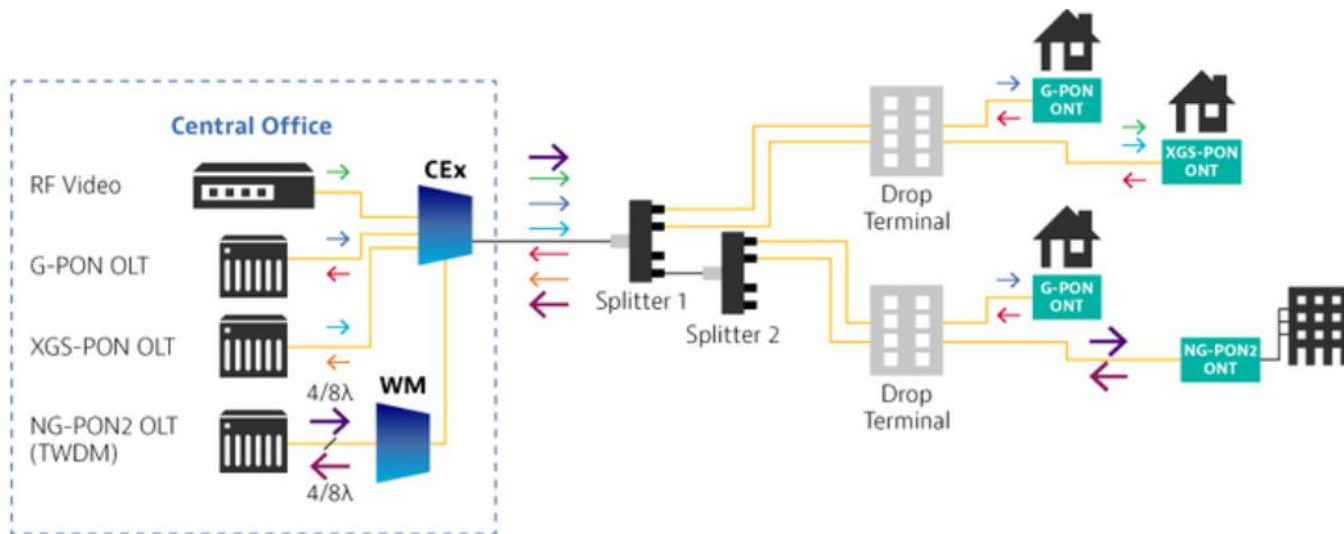 Central Office
RF Video
CEx
G-PON OLT
XGS-PON OLT
4/8λ
WM
NG-PON2 OLT
(TWDM)
4/8λ
Splitter 1
Splitter 2
Drop
Terminal
G-PON
ONT
XGS-PON
ONT
Drop
Terminal
G-PON
ONT
NG-PON2
ONT